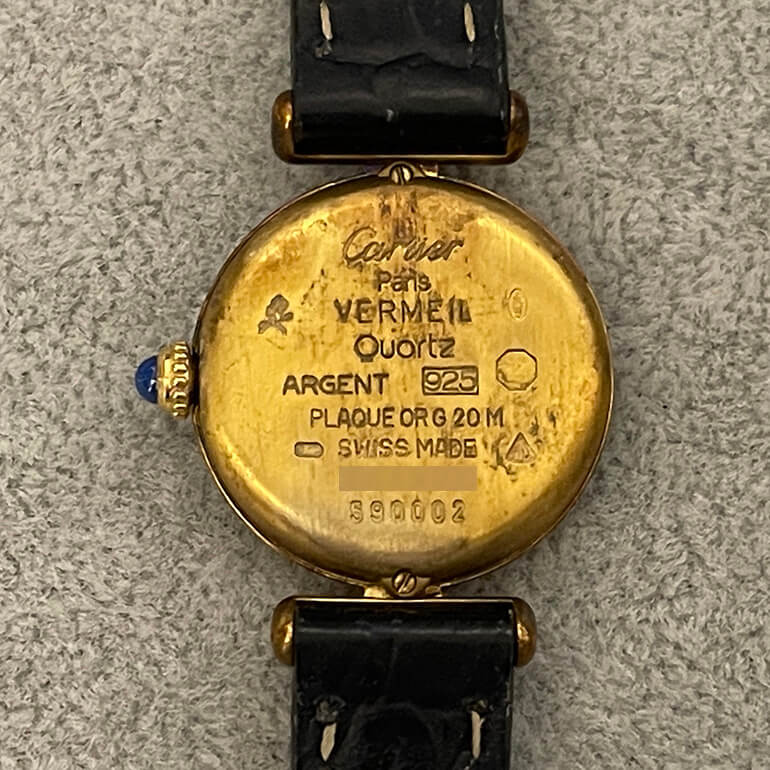 Cartier
Paris
VERMEIL
Quartz
ARGENT 925
PLAQUE OR G 20 M
SWISS MADE
590002